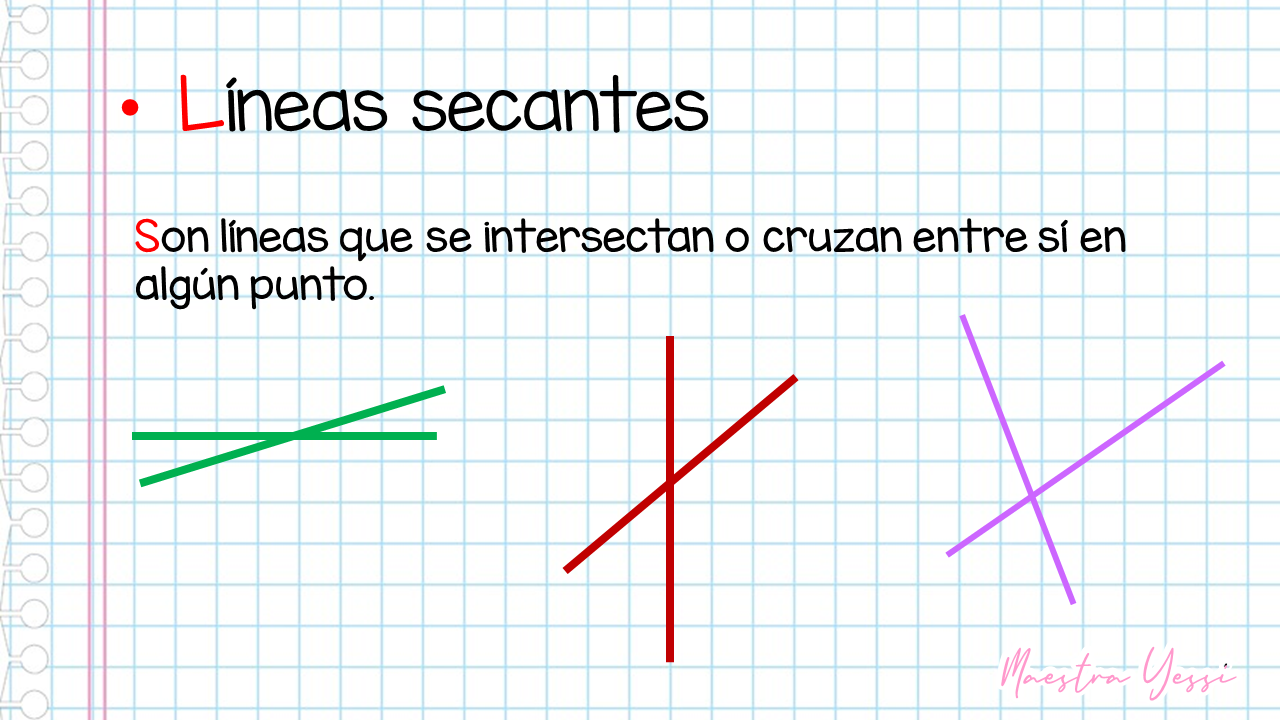 • Líneas secantes
Son líneas que se intersectan o cruzan entre sí en
algún punto.
Maestra Yessi